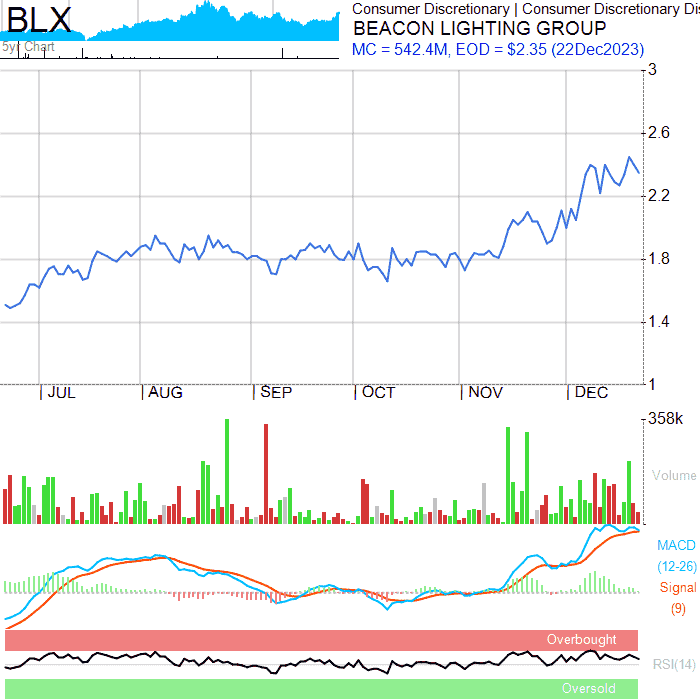 BLX
5yr Chart
Consumer Discretionary | Consumer Discretionary Dis
BEACON LIGHTING GROUP
MC = 542.4M, EOD = $2.35 (22Dec2023)
3
2.6
2.2
1.8
1.4
1
JUL AUG SEP OCT NOV DEC
358k
Volume
MACD
(12-26)
Signal
(9)
Overbought
RSI(14)
Oversold